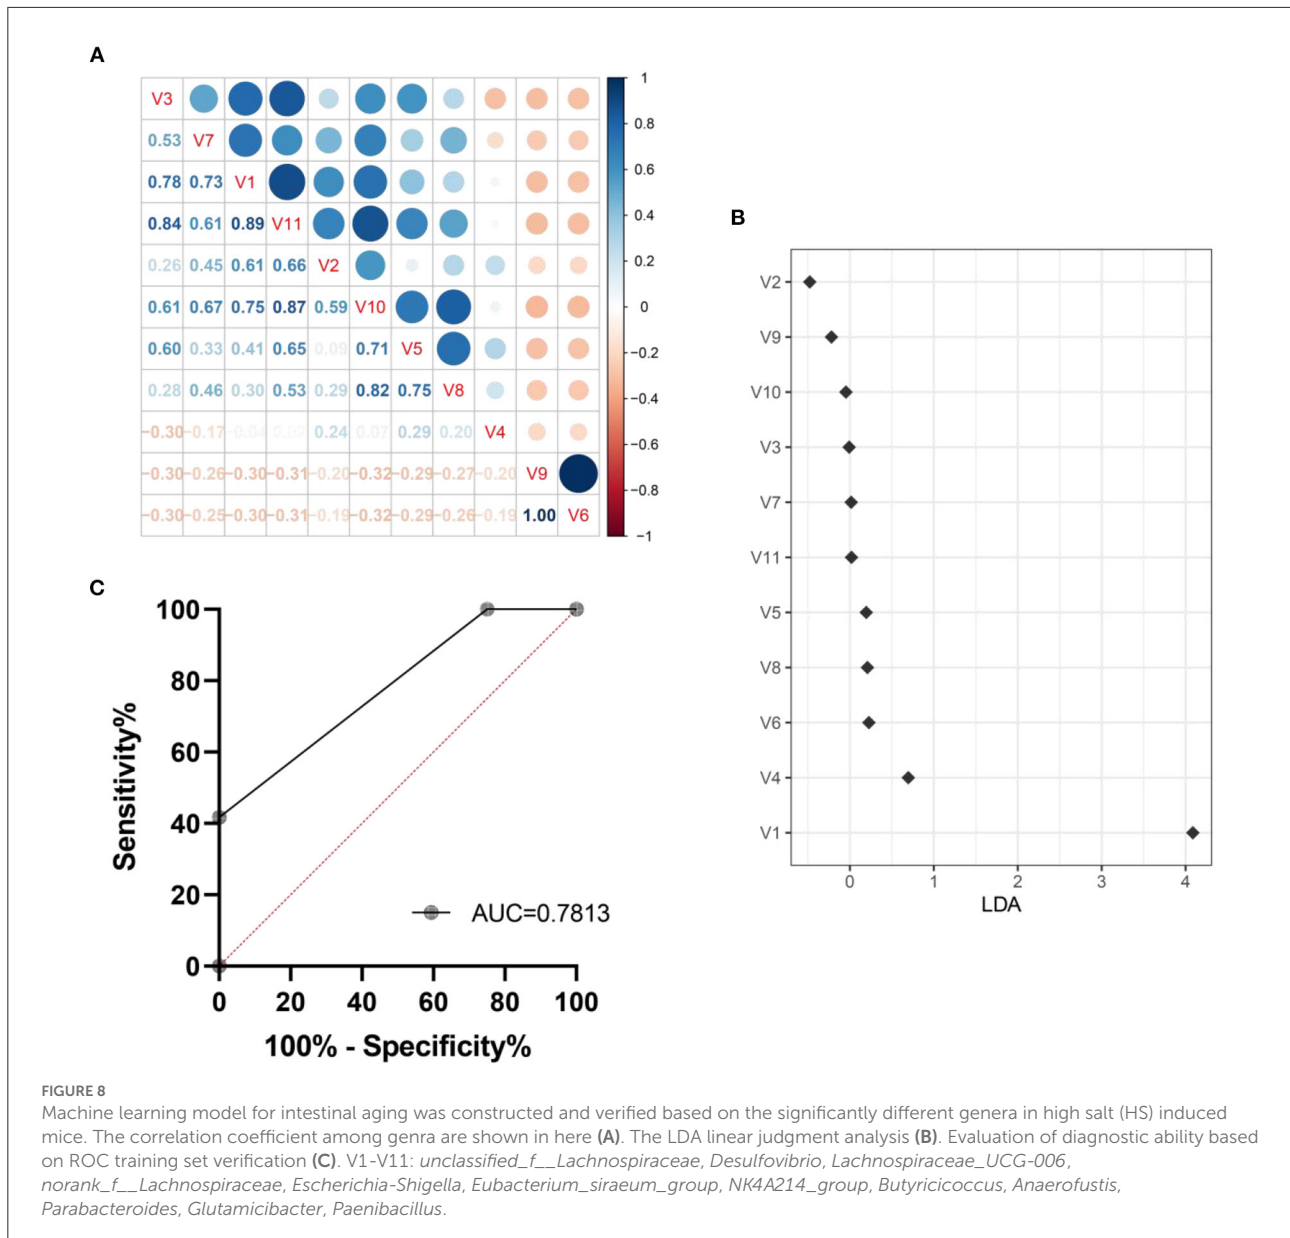 A
V3
0.53 V7
0.78 0.73 V1
0.84 0.61 0.89 V11
0.26 0.45 0.61 0.66 V2
0.61 0.67 0.75 0.87 0.59 V10
0.60 0.33 0.41 0.65 0.09 0.71 V5
0.28 0.46 0.30 0.53 0.29 0.82 0.75 V8
−0.30 −0.17 −0.04 0.24 0.07 0.29 0.20 V4
−0.30 −0.26 −0.30 −0.31 −0.20 −0.32 −0.29 −0.27 −0.20 V9
−0.30 −0.25 −0.30 −0.31 −0.19 −0.32 −0.29 −0.26 −0.19 1.00 V6
1
0.8
0.6
0.4
0.2
0
−0.2
−0.4
−0.6
−0.8
−1
B
V2
V9
V10
V3
V7
V11
V5
V8
V6
V4
V1
0 1 2 3 4
LDA
C
100
80
60
40
20
0
Sensitivity%
AUC=0.7813
0 20 40 60 80 100
100% - Specificity%
FIGURE 8
Machine learning model for intestinal aging was constructed and verified based on the significantly different genera in high salt (HS) induced
mice. The correlation coefficient among genra are shown in here (A). The LDA linear judgment analysis (B). Evaluation of diagnostic ability based
on ROC training set verification (C). V1-V11: unclassified_f__Lachnospiraceae, Desulfovibrio, Lachnospiraceae_UCG-006,
norank_f__Lachnospiraceae, Escherichia-Shigella, Eubacterium_siraeum_group, NK4A214_group, Butyricicoccus, Anaerofustis,
Parabacteroides, Glutamicibacter, Paenibacillus.